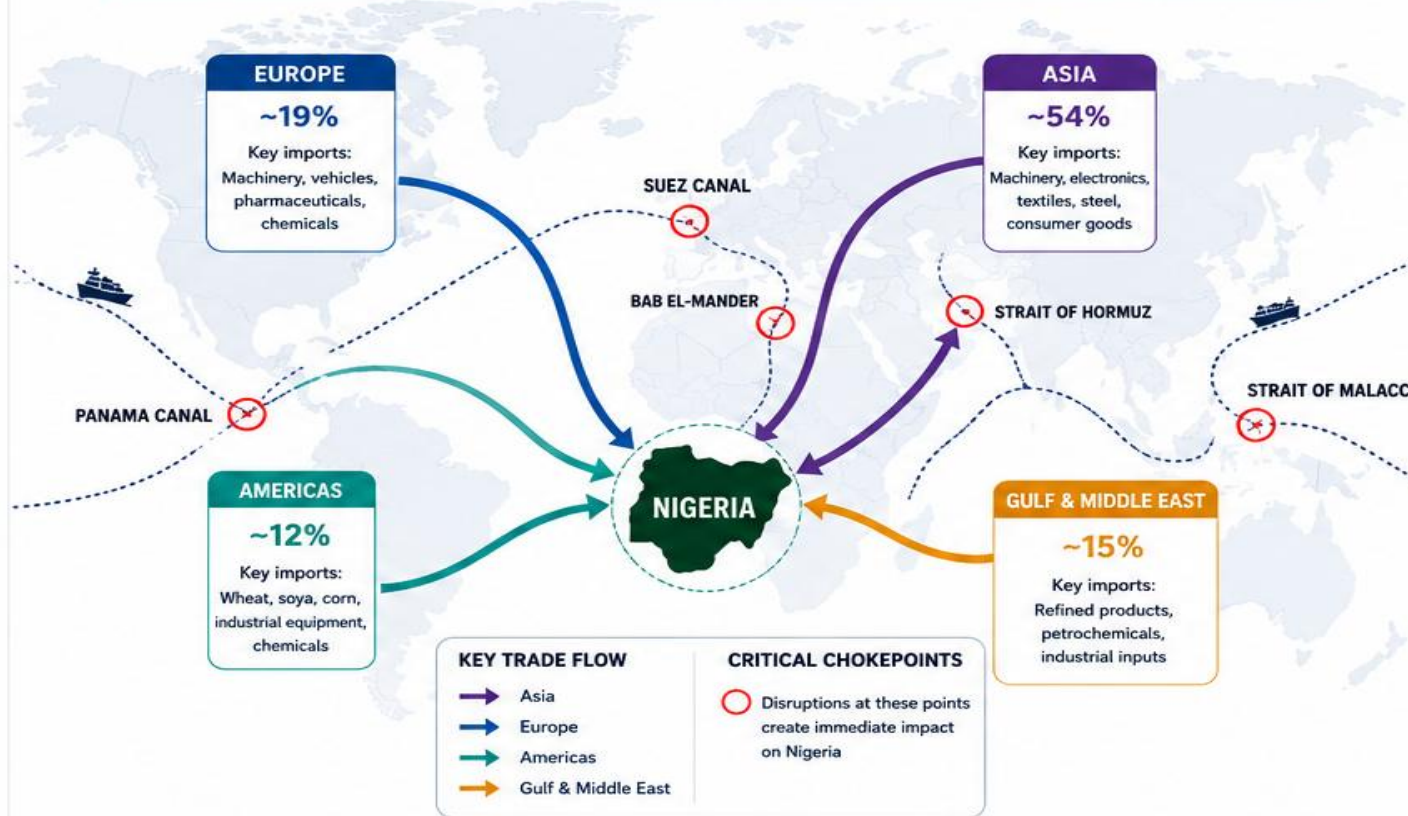 EUROPE
~19%
Key imports:
Machinery, vehicles,
pharmaceuticals,
chemicals
ASIA
~54%
Key imports:
Machinery, electronics,
textiles, steel,
consumer goods
SUEZ CANAL
BAB EL-MANDER
STRAIT OF HORMUZ
STRAIT OF MALACC
PANAMA CANAL
AMERICAS
~12%
Key imports:
Wheat, soya, corn,
industrial equipment,
chemicals
NIGERIA
GULF & MIDDLE EAST
~15%
Key imports:
Refined products,
petrochemicals,
industrial inputs
KEY TRADE FLOW
Asia
Europe
Americas
Gulf & Middle East
CRITICAL CHOKEPOINTS
Disruptions at these points
create immediate impact
on Nigeria